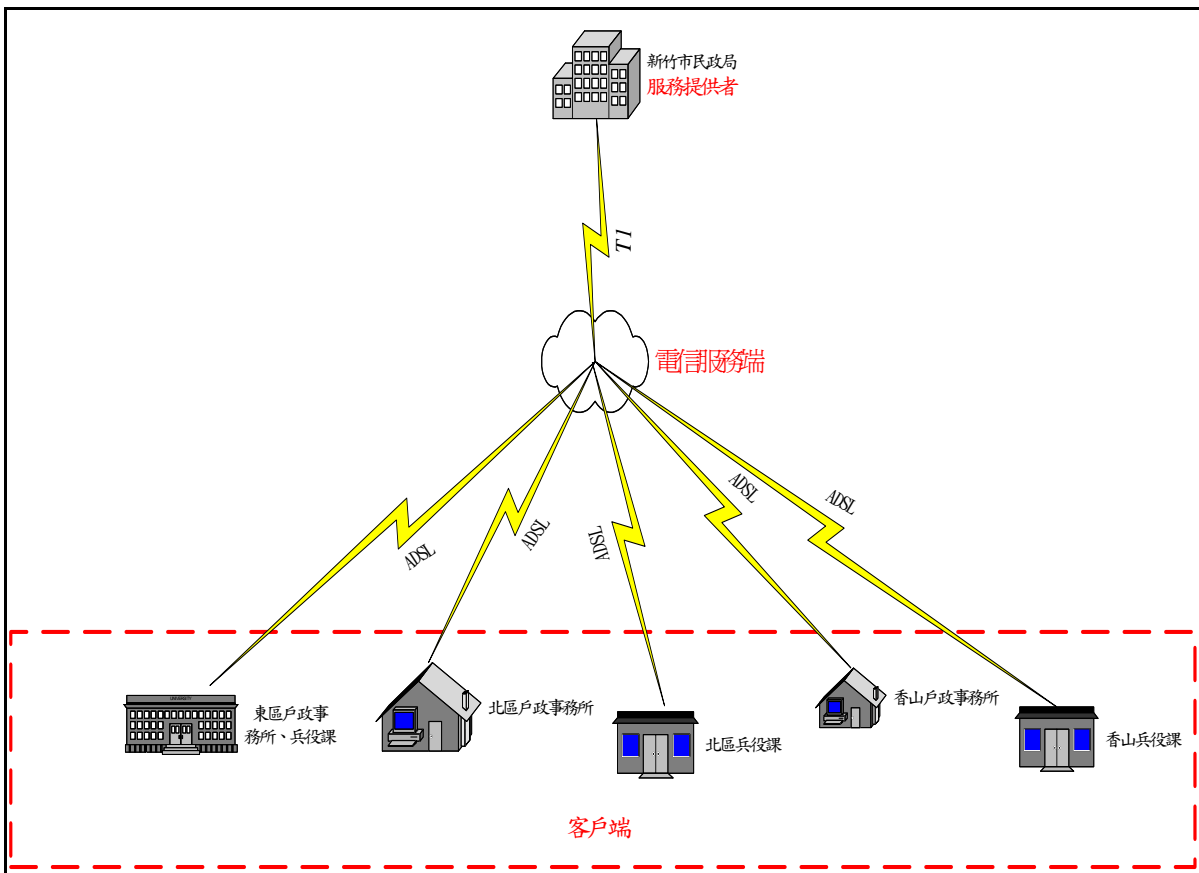 新竹市民政局
服務提供者
T1
電信服務端
ADSL
ADSL
ADSL
ADSL
ADSL
UNIVERSITY
東區戶政事
務所、兵役課
北區戶政事務所
北區兵役課
香山戶政事務所
香山兵役課
客戶端